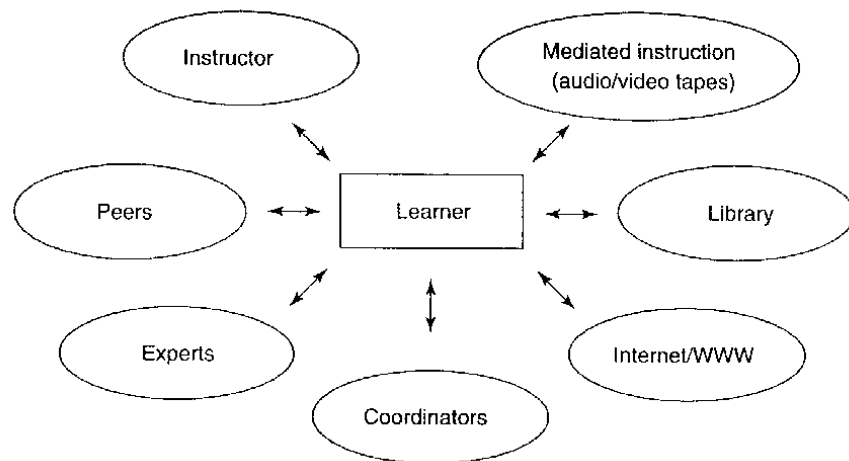 Instructor
Mediated instruction
(audio/video tapes)
Peers
Learner
Library
Experts
Internet/WWW
Coordinators